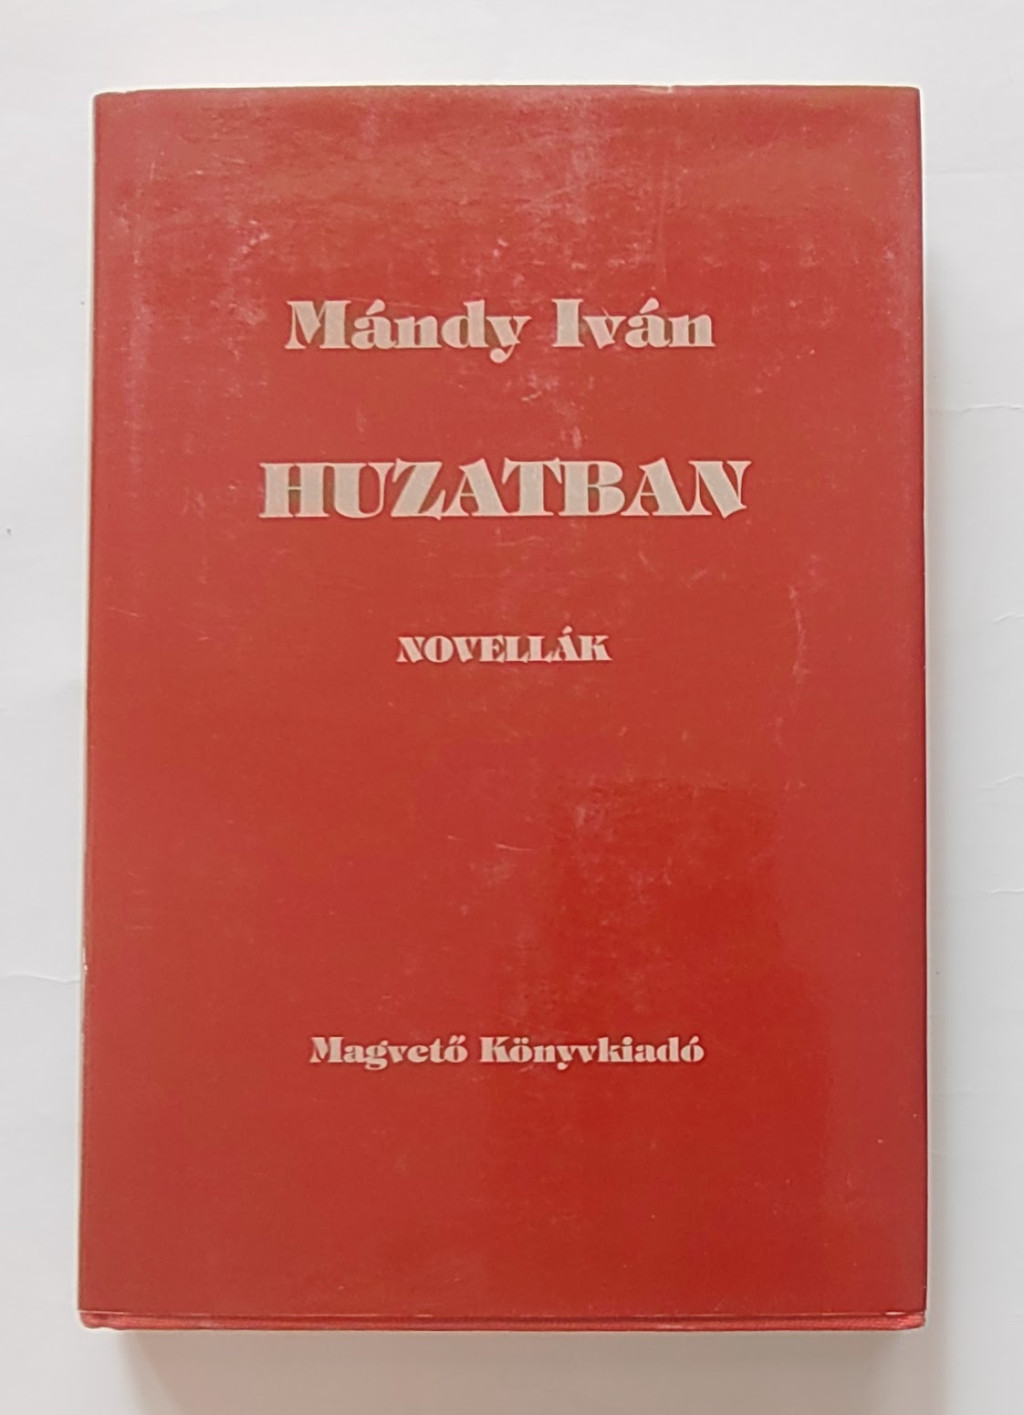 Mándy Iván
HUZATBAN
NOVELLÁK
Magvető Könyvkiadó